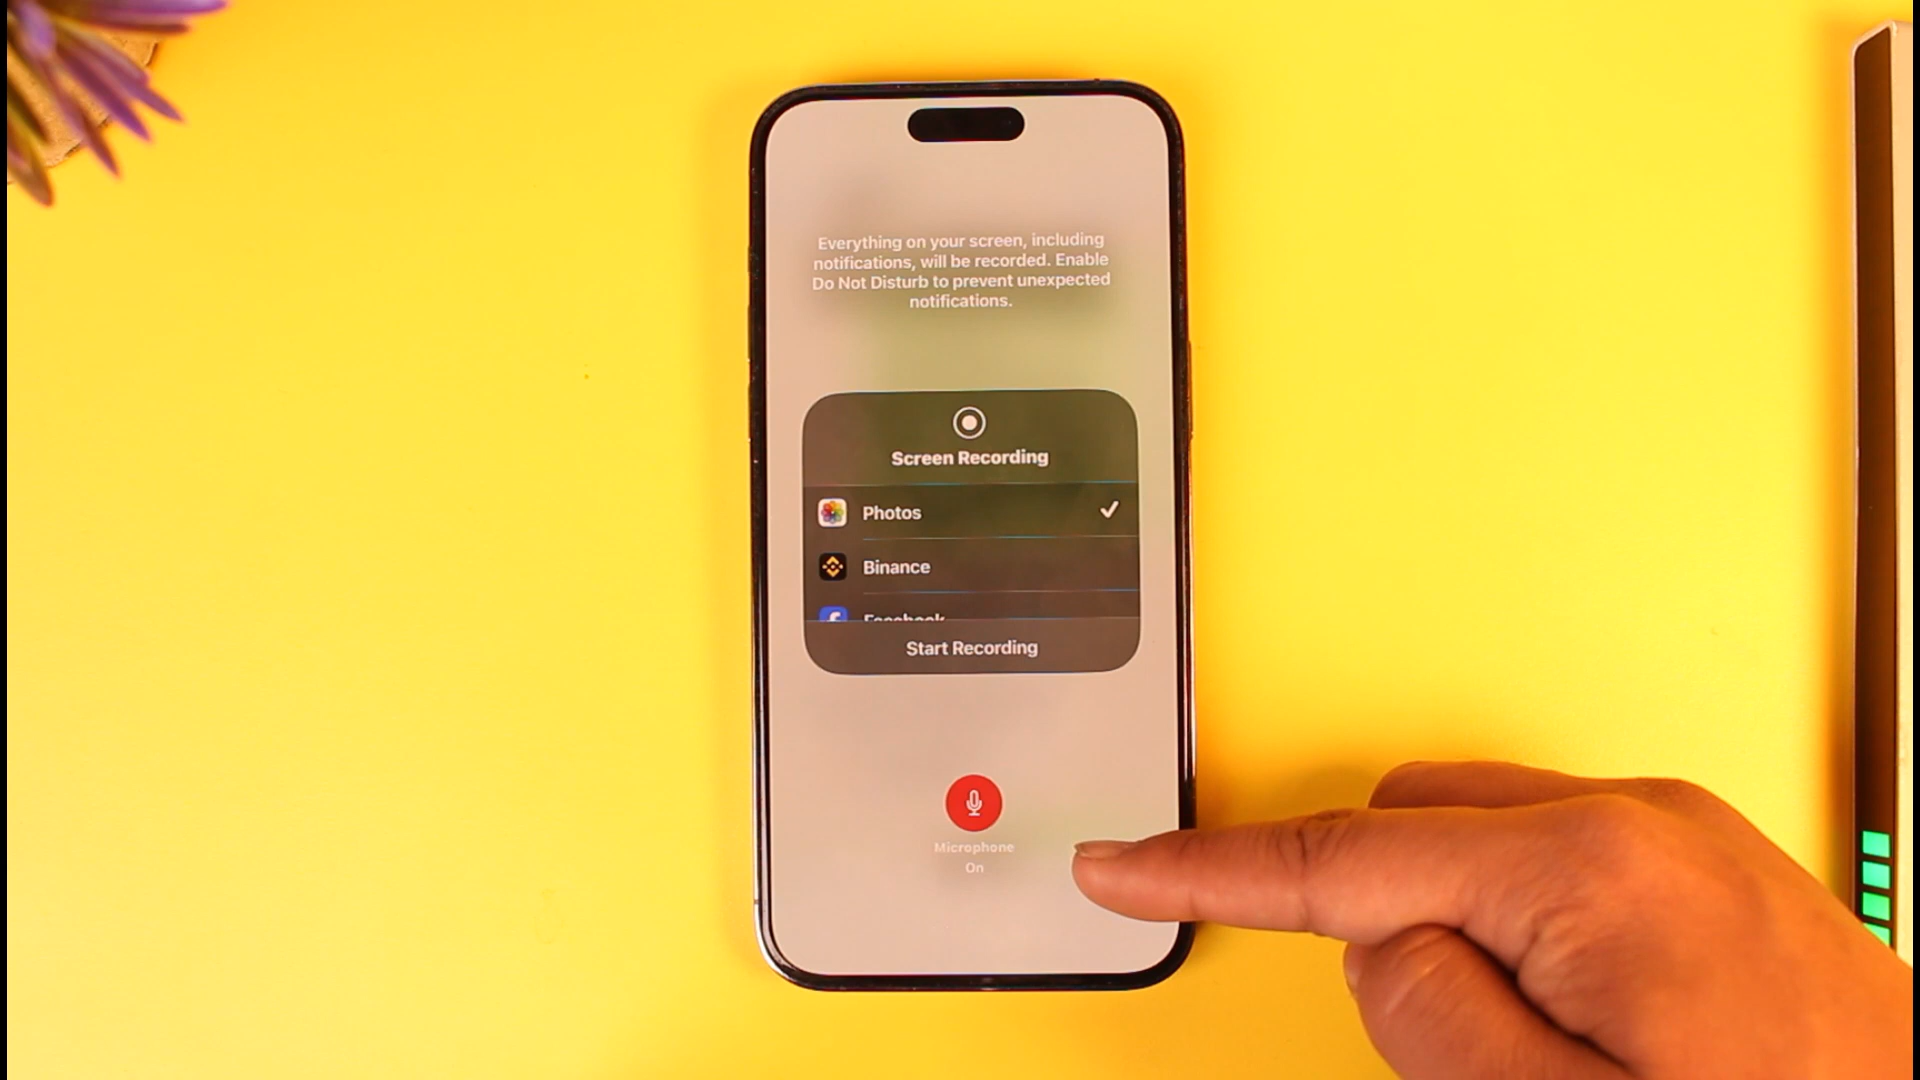 Everything on your screen, including
notifications, will be recorded. Enable
Do Not Disturb to prevent unexpected
notifications.
Screen Recording
Photos
Binance
Facebook
Start Recording
Microphone
On